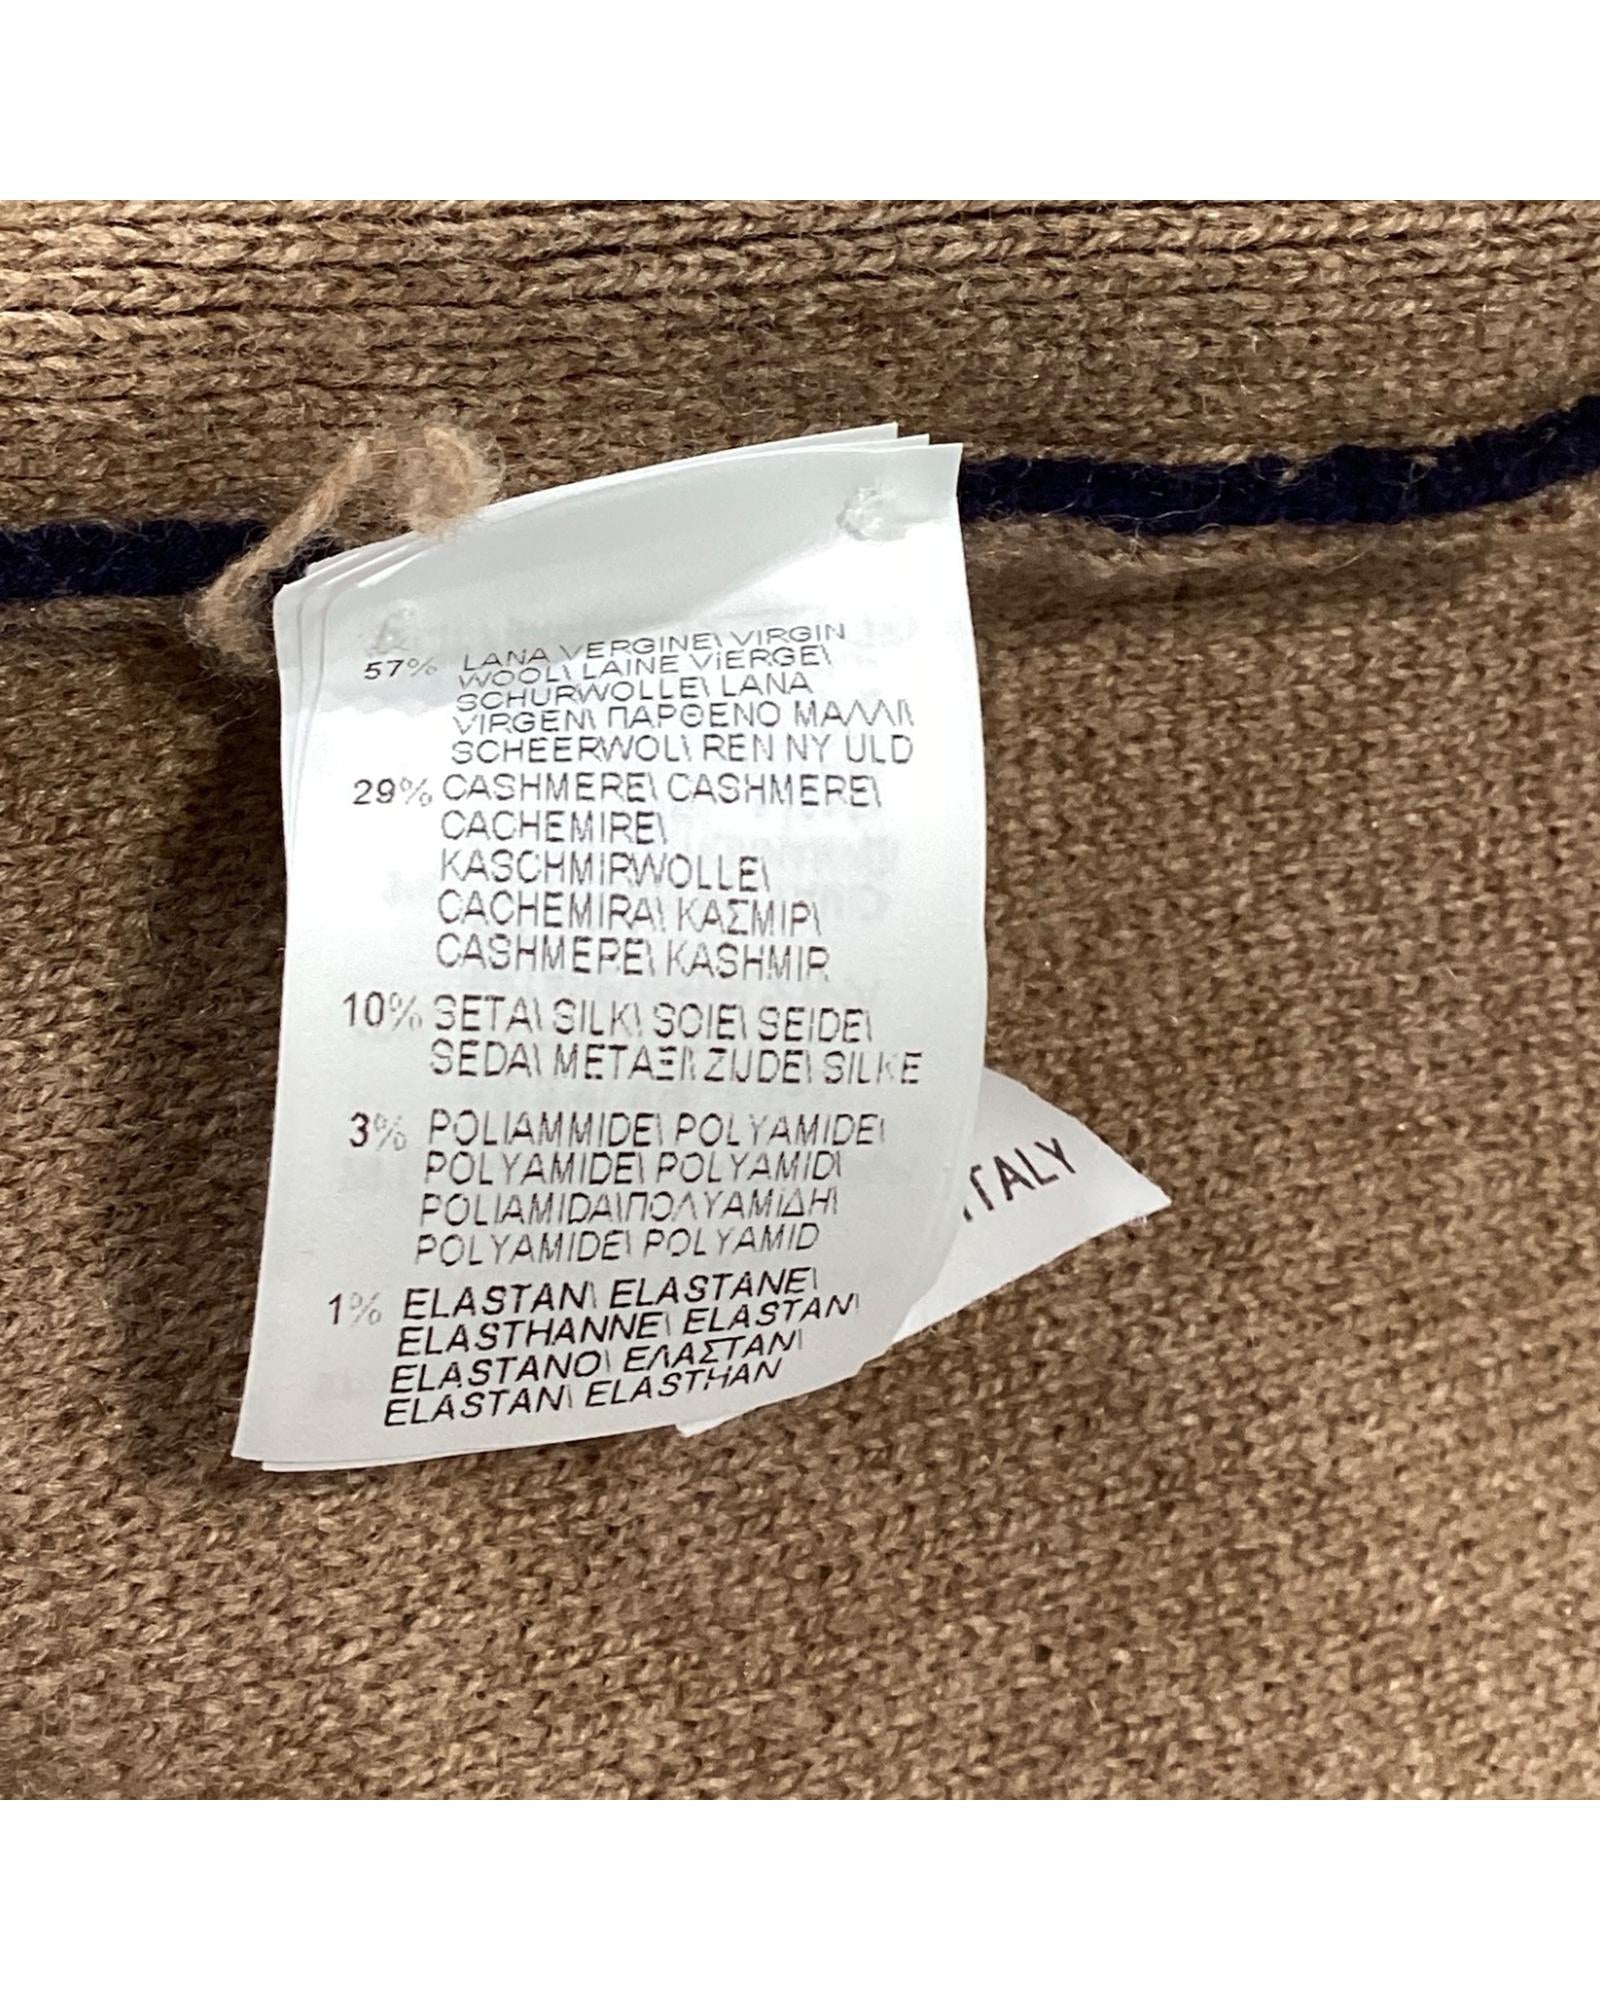 57% LANA VERGINE\ VIRGIN
WOOL\ LAINE VIERGE\
SCHURWOLLE\ LANA
VIRGEN\ ΠΑΡΘΕΝΟ ΜΑΛΛΙ\
SCHEERWOL\ REN NY ULD
29% CASHMERE\ CASHMERE\
CACHEMIRE\
KASCHMIRWOLLE\
CACHEMIRA\ ΚΑΣΜΙΡ\
CASHMERE\ KASHMIR
10% SETA\ SILK\ SOIE\ SEIDE\
SEDA\ ΜΕΤΑΞΙ\ ZIJDE\ SILKE
3% POLIAMMIDE\ POLYAMIDE\
POLYAMIDE\ POLYAMID\
POLIAMIDA\ΠΟΛΥΑΜΙΔΗ\
POLYAMIDE\ POLYAMID
1% ELASTAN\ ELASTANE\
ELASTHANNE\ ELASTAN\
ELASTANO\ ΕΛΑΣΤΑΝ\
ELASTAN\ ELASTHAN
ITALY